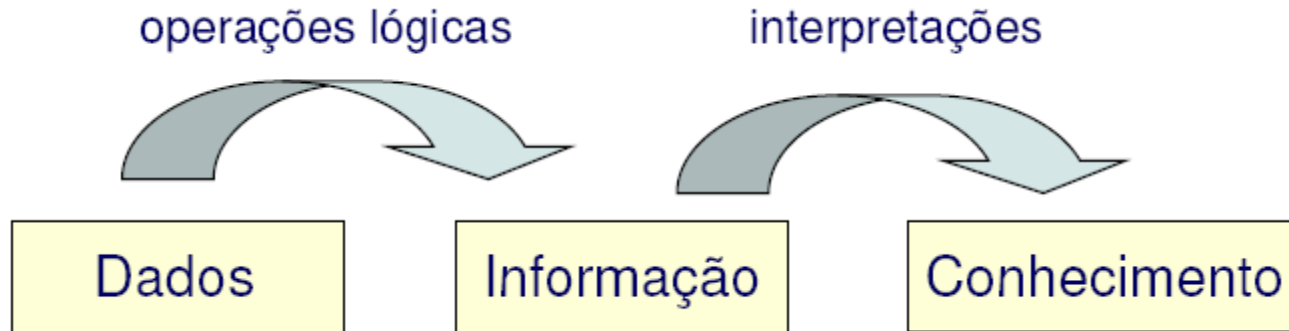 operações lógicas
interpretações
Dados
Informação
Conhecimento